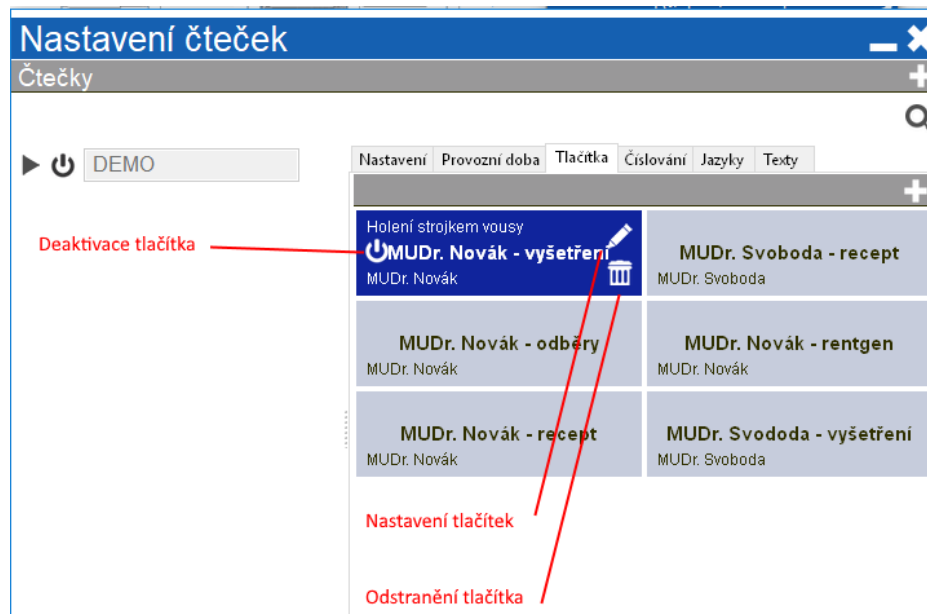 Nastavení čteček
Čtečky
DEMO
Nastavení Provozní doba Tlačítka Číslování Jazyky Texty
Holení strojkem vousy
MUDr. Novák - vyšetření
MUDr. Novák
MUDr. Svoboda - recept
MUDr. Svoboda
Deaktivace tlačítka
MUDr. Novák - odběry
MUDr. Novák
MUDr. Novák - rentgen
MUDr. Novák
MUDr. Novák - recept
MUDr. Novák
MUDr. Svododa - vyšetření
MUDr. Svoboda
Nastavení tlačítek
Odstranění tlačítka